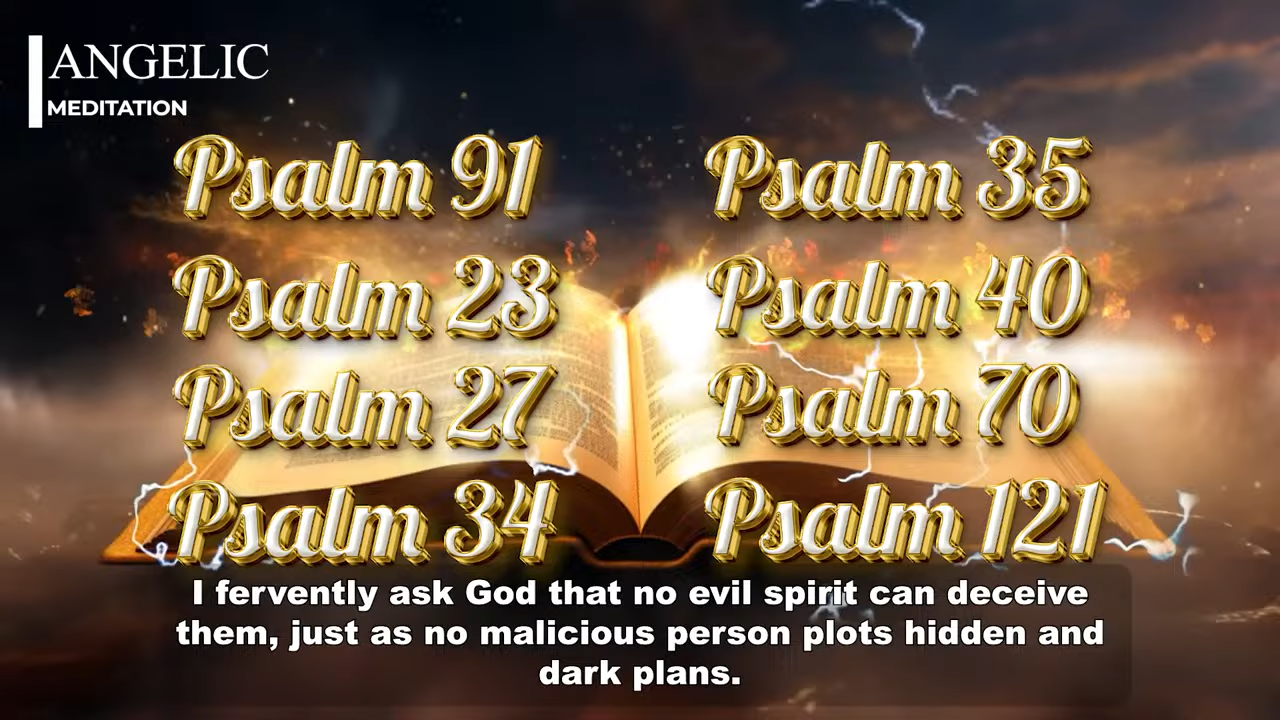 ANGELIC
MEDITATION
Psalm 91
Psalm 23
Psalm 27
Psalm 34
Psalm 35
Psalm 40
Psalm 70
Psalm 121
I fervently ask God that no evil spirit can deceive
them, just as no malicious person plots hidden and
dark plans.